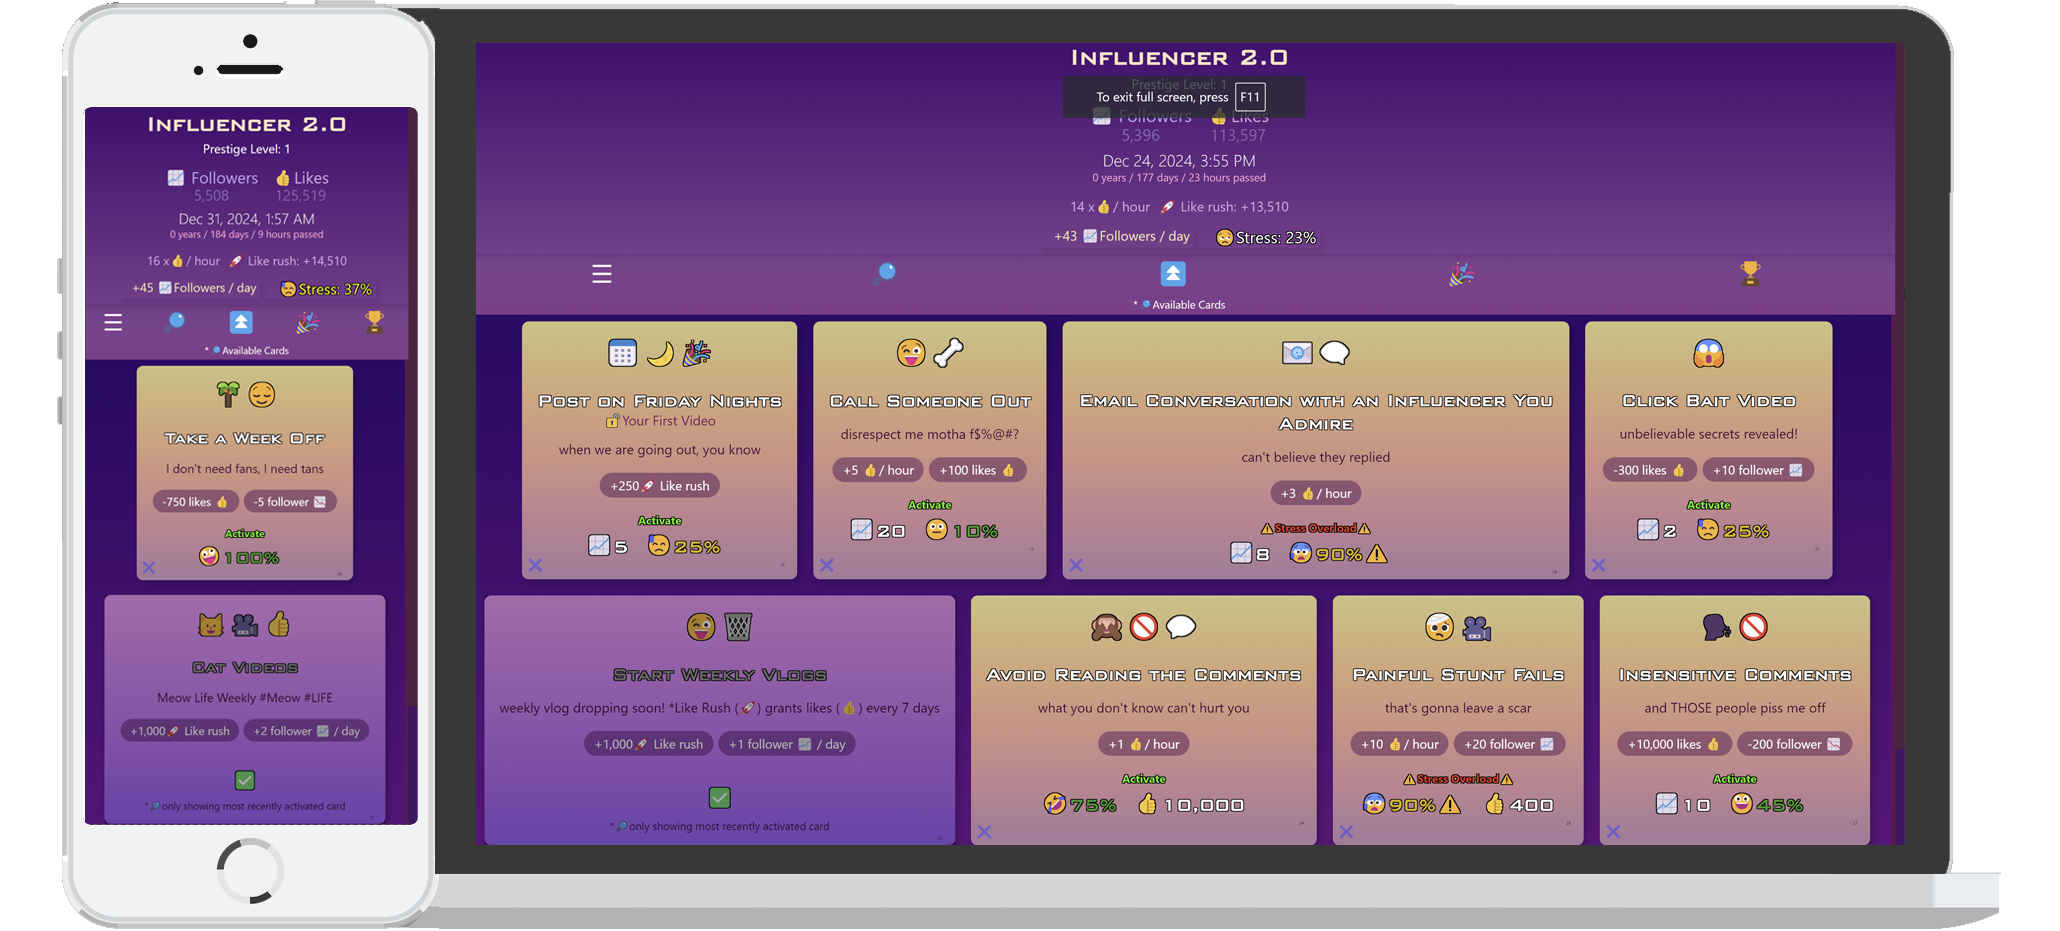 Influencer 2.0
Prestige Level: 1
Followers Likes
5,508 125,519
Dec 31, 2024, 1:57 AM
0 years / 184 days / 9 hours passed
16 x / hour Like rush: +14,510
+45 Followers / day Stress: 37%
* Available Cards
Take a Week Off
I don't need fans, I need tans
-750 likes -5 follower
Activate
100%
Cat Videos
Meow Life Weekly #Meow #LIFE
+1,000 Like rush +2 follower / day
* only showing most recently activated card
Influencer 2.0
Prestige Level: 1
To exit full screen, press F11
Followers Likes
5,396 113,597
Dec 24, 2024, 3:55 PM
0 years / 177 days / 23 hours passed
14 x / hour Like rush: +13,510
+43 Followers / day Stress: 23%
* Available Cards
Post on Friday Nights
Your First Video
when we are going out, you know
+250 Like rush
Activate
5 25%
Call Someone Out
disrespect me motha f$%@#?
+5 / hour +100 likes
Activate
20 10%
Email Conversation with an Influencer You
Admire
can't believe they replied
+3 / hour
Stress Overload
8 90%
Click Bait Video
unbelievable secrets revealed!
-300 likes +10 follower
Activate
2 25%
Start Weekly Vlogs
weekly vlog dropping soon! *Like Rush ( ) grants likes ( ) every 7 days
+1,000 Like rush +1 follower / day
* only showing most recently activated card
Avoid Reading the Comments
what you don't know can't hurt you
+1 / hour
Activate
75% 10,000
Painful Stunt Fails
that's gonna leave a scar
+10 / hour +20 follower
Stress Overload
90% 400
Insensitive Comments
and THOSE people piss me off
+10,000 likes -200 follower
Activate
10 45%